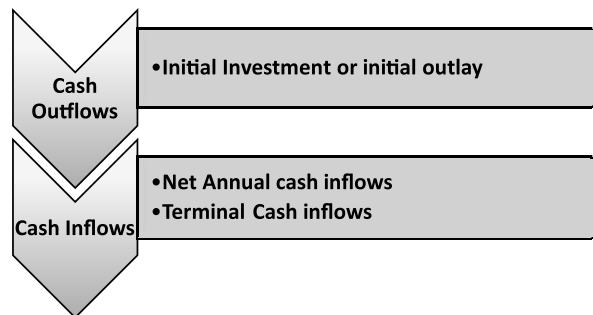 Cash
Outflows
•Initial Investment or initial outlay
Cash Inflows
•Net Annual cash inflows
•Terminal Cash inflows